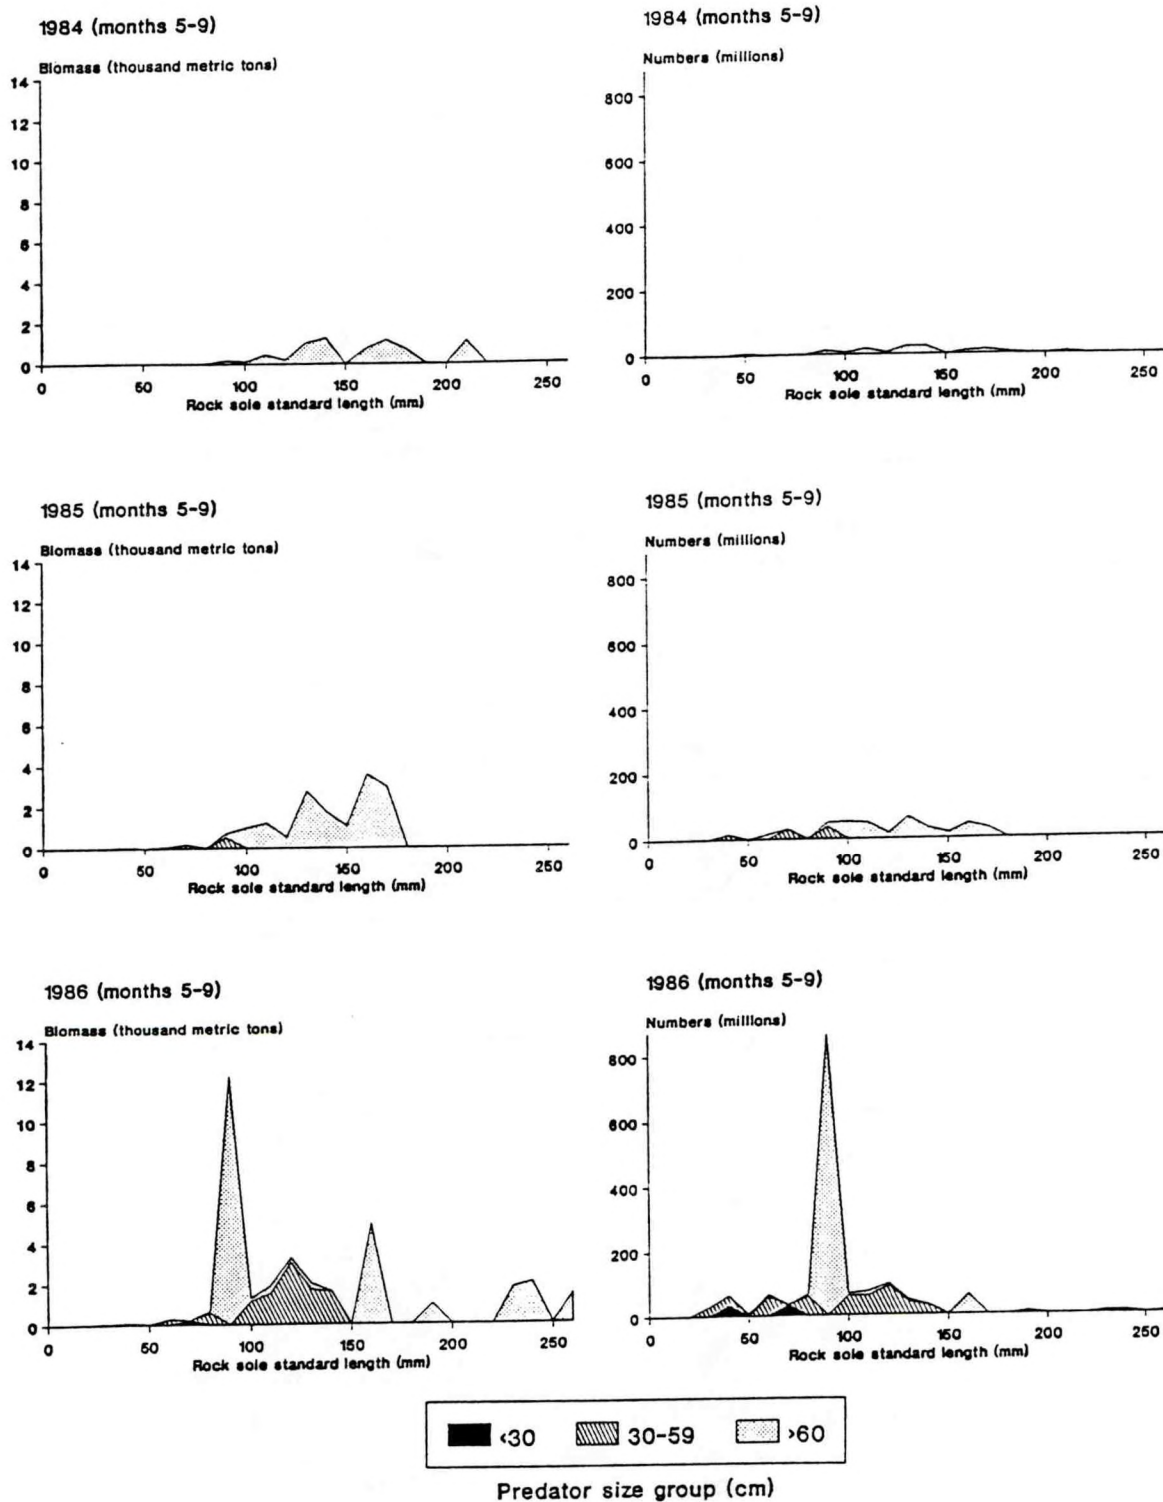 1984 (months 5-9)
Biomass (thousand metric tons)
14
12
10
8
6
4
2
0
0 50 100 150 200 250
Rock sole standard length (mm)
1984 (months 5-9)
Numbers (millions)
800
600
400
200
0
0 50 100 150 200 250
Rock sole standard length (mm)
1985 (months 5-9)
Biomass (thousand metric tons)
14
12
10
8
6
4
2
0
0 50 100 150 200 250
Rock sole standard length (mm)
1985 (months 5-9)
Numbers (millions)
800
600
400
200
0
0 50 100 150 200 250
Rock sole standard length (mm)
1986 (months 5-9)
Biomass (thousand metric tons)
14
12
10
8
6
4
2
0
0 50 100 150 200 250
Rock sole standard length (mm)
1986 (months 5-9)
Numbers (millions)
800
600
400
200
0
0 50 100 150 200 250
Rock sole standard length (mm)
<30 30-59 >60
Predator size group (cm)